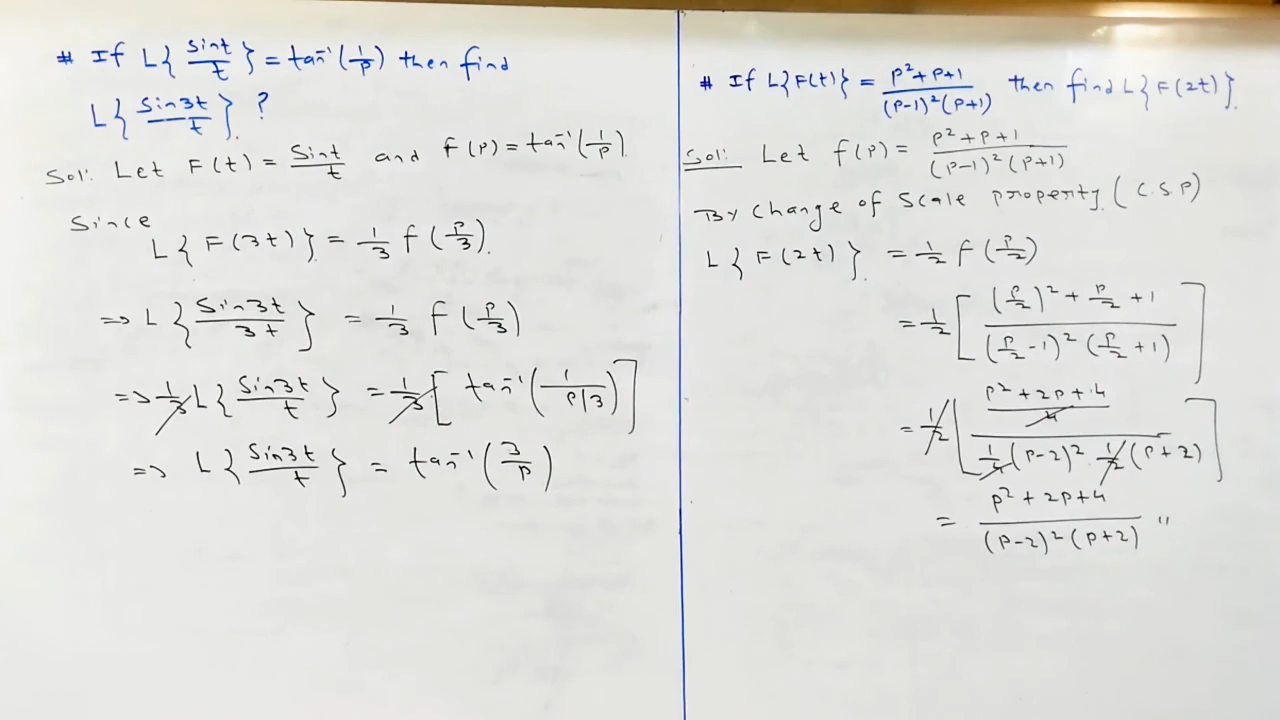 # If L{ sint/t } = tan⁻¹(1/p) then find
L{ sin3t/t } ?
Sol: Let F(t) = sint/t and f(p) = tan⁻¹(1/p).
Since
L{ F(3t) } = 1/3 f(p/3).
=> L{ sin3t/3t } = 1/3 f(p/3)
=> 1/3 L{ sin3t/t } = 1/3 [ tan⁻¹( 1/p/3 ) ]
=> L{ sin3t/t } = tan⁻¹( 3/p )
# If L{F(t)} = p²+p+1/(p-1)²(p+1) then find L{F(2t)}.
Sol: Let f(p) = p²+p+1/(p-1)²(p+1)
By change of scale property. (C.S.P)
L{ F(2t) } = 1/2 f(p/2)
= 1/2 [ (p/2)² + p/2 + 1 / (p/2 - 1)² (p/2 + 1) ]
= 1/2 [ p² + 2p + 4 / 4 / 1/4 (p-2)² 1/2 (p+2) ]
= p² + 2p + 4 / (p-2)² (p+2) "